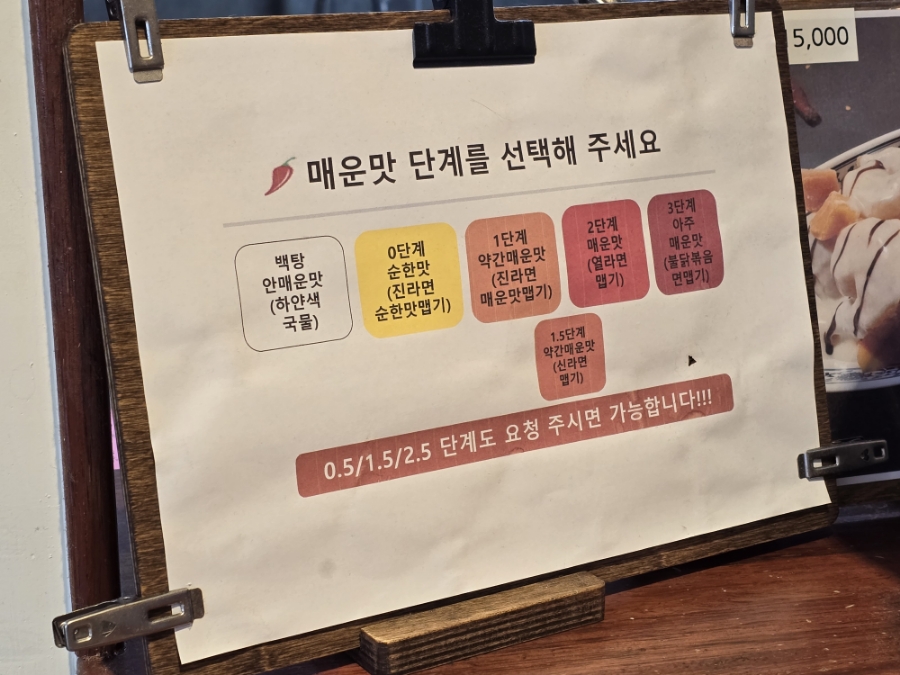 15,000
매운맛 단계를 선택해 주세요
백탕
안매운맛
(하얀색
국물)
0단계
순한맛
(진라면
순한맛맵기)
1단계
약간매운맛
(진라면
매운맛맵기)
2단계
매운맛
(열라면
맵기)
3단계
아주
매운맛
(불닭볶음
면맵기)
1.5단계
약간매운맛
(신라면
맵기)
0.5/1.5/2.5 단계도 요청 주시면 가능합니다!!!